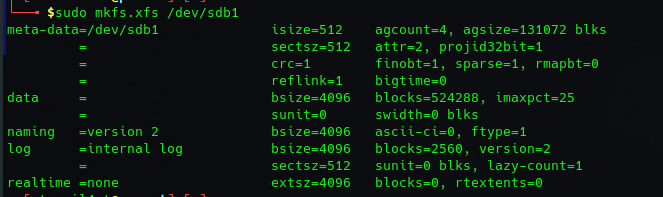 $sudo mkfs.xfs /dev/sdb1
meta-data=/dev/sdb1 isize=512 agcount=4, agsize=131072 blks
= sectsz=512 attr=2, projid32bit=1
= crc=1 finobt=1, sparse=1, rmapbt=0
= reflink=1 bigtime=0
data = bsize=4096 blocks=524288, imaxpct=25
= sunit=0 swidth=0 blks
naming =version 2 bsize=4096 ascii-ci=0, ftype=1
log =internal log bsize=4096 blocks=2560, version=2
= sectsz=512 sunit=0 blks, lazy-count=1
realtime =none extsz=4096 blocks=0, rtextents=0